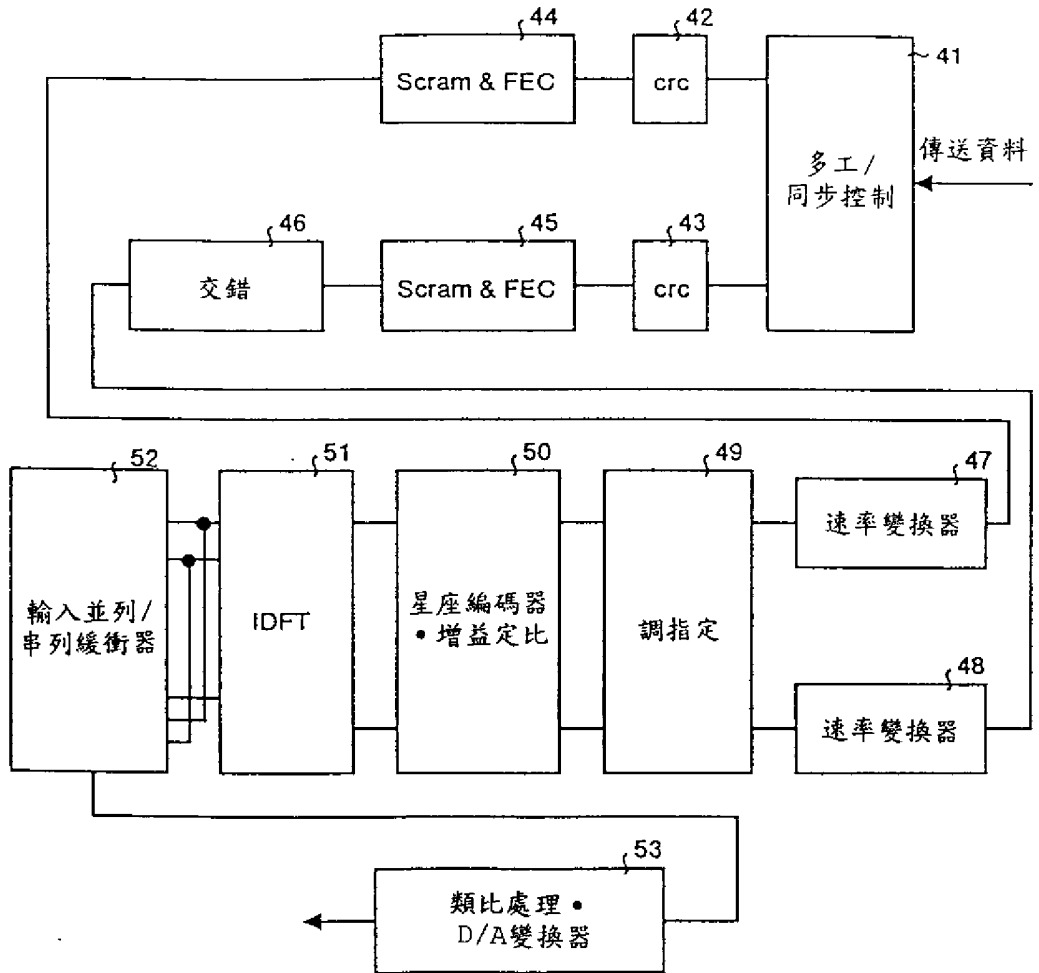 44
42
41
Scram & FEC
crc
傳送資料
多工/
同步控制
46
45
43
交錯
Scram & FEC
crc
52
51
50
49
47
速率變換器
輸入並列/
串列緩衝器
IDFT
星座編碼器
•增益定比
調指定
48
速率變換器
53
類比處理•
D/A變換器